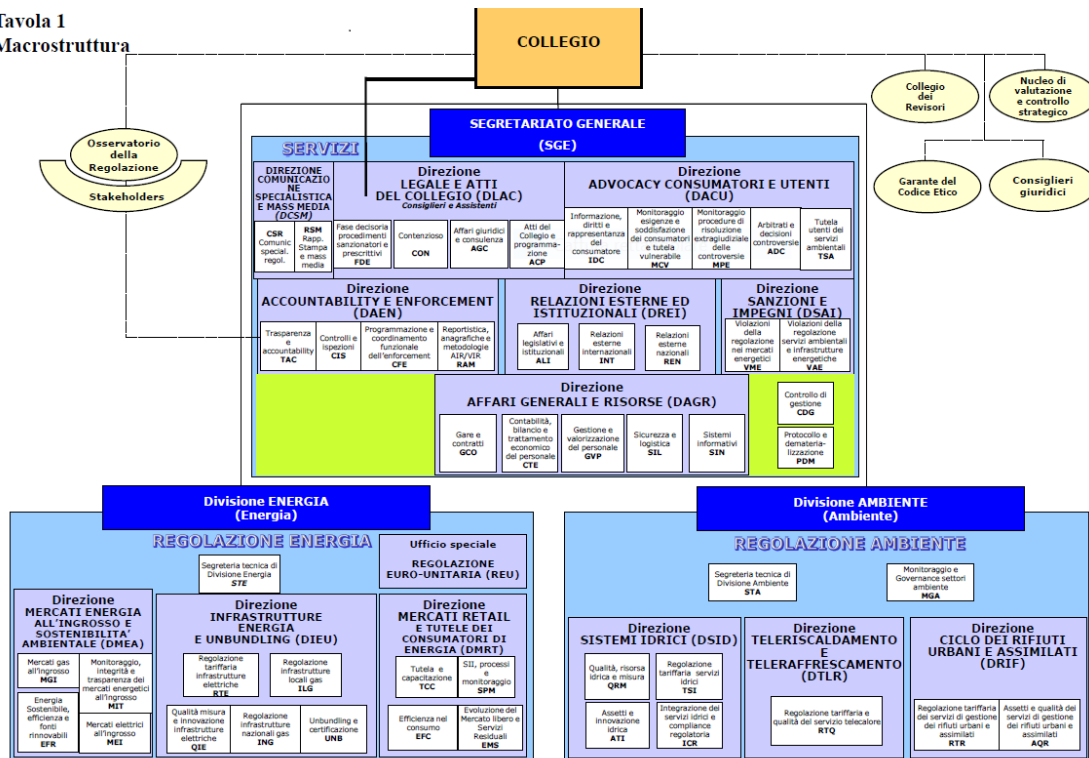 Tavola 1
Macrostruttura
COLLEGIO
Collegio
dei
Revisori
Nucleo di
valutazione
e controllo
strategico
Garante del
Codice Etico
Consiglieri
giuridici
Osservatorio
della
Regolazione
Stakeholders
SEGRETARIATO GENERALE
(SGE)
SERVIZI
DIREZIONE
COMUNICAZIO
NE
SPECIALISTICA
E MASS MEDIA
(DCSM)
CSR
Comunic
special.
regol.
RSM
Rapp.
Stampa
e mass
media
Direzione
LEGALE E ATTI
DEL COLLEGIO (DLAC)
Consiglieri e Assistenti
Fase decisoria
procedimenti
sanzionatori e
prescrittivi
FDE
Contenzioso
CON
Affari giuridici
e consulenza
AGC
Atti del
Collegio e
programma-
zione
ACP
Direzione
ADVOCACY CONSUMATORI E UTENTI
(DACU)
Informazione,
diritti e
rappresentanza
del
consumatore
IDC
Monitoraggio
esigenze e
soddisfazione
dei consumatori
e tutela
vulnerabile
MCV
Monitoraggio
procedure di
risoluzione
extragiudiziale
delle
controversie
MPE
Arbitrati e
decisioni
controversie
ADC
Tutela
utenti dei
servizi
ambientali
TSA
Direzione
ACCOUNTABILITY E ENFORCEMENT
(DAEN)
Trasparenza
e
accountability
TAC
Controlli e
ispezioni
CIS
Programmazione e
coordinamento
funzionale
dell'enforcement
CFE
Reportistica,
anagrafiche e
metodologie
AIR/VIR
RAM
Direzione
RELAZIONI ESTERNE ED
ISTITUZIONALI (DREI)
Affari
legislativi e
istituzionali
ALI
Relazioni
esterne
internazionali
INT
Relazioni
esterne
nazionali
REN
Direzione
SANZIONI E
IMPEGNI (DSAI)
Violazioni
della
regolazione
nei mercati
energetici
VME
Violazioni della
regolazione
servizi ambientali
e infrastrutture
energetiche
VAE
Direzione
AFFARI GENERALI E RISORSE (DAGR)
Gare e
contratti
GCO
Contabilità,
bilancio e
trattamento
economico
del personale
CTE
Gestione e
valorizzazione
del personale
GVP
Sicurezza e
logistica
SIL
Sistemi
informativi
SIN
Controllo di
gestione
CDG
Protocollo e
demateria-
lizzazione
PDM
Divisione ENERGIA
(Energia)
REGOLAZIONE ENERGIA
Segreteria tecnica di
Divisione Energia
STE
Ufficio speciale
REGOLAZIONE
EURO-UNITARIA (REU)
Direzione
MERCATI ENERGIA
ALL'INGROSSO E
SOSTENIBILITA'
AMBIENTALE (DMEA)
Mercati gas
all'ingrosso
MGI
Monitoraggio,
integrità e
trasparenza dei
mercati energetici
all'ingrosso
MIT
Energia
Sostenibile,
efficienza e
fonti
rinnovabili
EFR
Mercati elettrici
all'ingrosso
MEI
Direzione
INFRASTRUTTURE
ENERGIA
E UNBUNDLING (DIEU)
Regolazione
tariffaria
infrastrutture
elettriche
RTE
Regolazione
infrastrutture
locali gas
ILG
Qualità misura
e innovazione
infrastrutture
elettriche
QIE
Regolazione
infrastrutture
nazionali gas
ING
Unbundling e
certificazione
UNB
Direzione
MERCATI RETAIL
E TUTELE DEI
CONSUMATORI DI
ENERGIA (DMRT)
Tutela e
capacitazione
TCC
SII, processi
e
monitoraggio
SPM
Efficienza nel
consumo
EFC
Evoluzione del
Mercato libero e
Servizi
Residuali
EMS
Divisione AMBIENTE
(Ambiente)
REGOLAZIONE AMBIENTE
Segreteria tecnica di
Divisione Ambiente
STA
Monitoraggio e
Governance settori
ambiente
MGA
Direzione
SISTEMI IDRICI (DSID)
Qualità, risorsa
idrica e misura
QRM
Regolazione
tariffaria servizi
idrici
TSI
Assetti e
innovazione
idrica
ATI
Integrazione dei
servizi idrici e
compliance
regolatoria
ICR
Direzione
TELERISCALDAMENTO
E
TELERAFFRESCAMENTO
(DTLR)
Regolazione tariffaria e
qualità del servizio telecalore
RTQ
Direzione
CICLO DEI RIFIUTI
URBANI E ASSIMILATI
(DRIF)
Regolazione tariffaria
dei servizi di gestione
dei rifiuti urbani e
assimilati
RTR
Assetti e qualità dei
servizi di gestione
dei rifiuti urbani e
assimilati
AQR